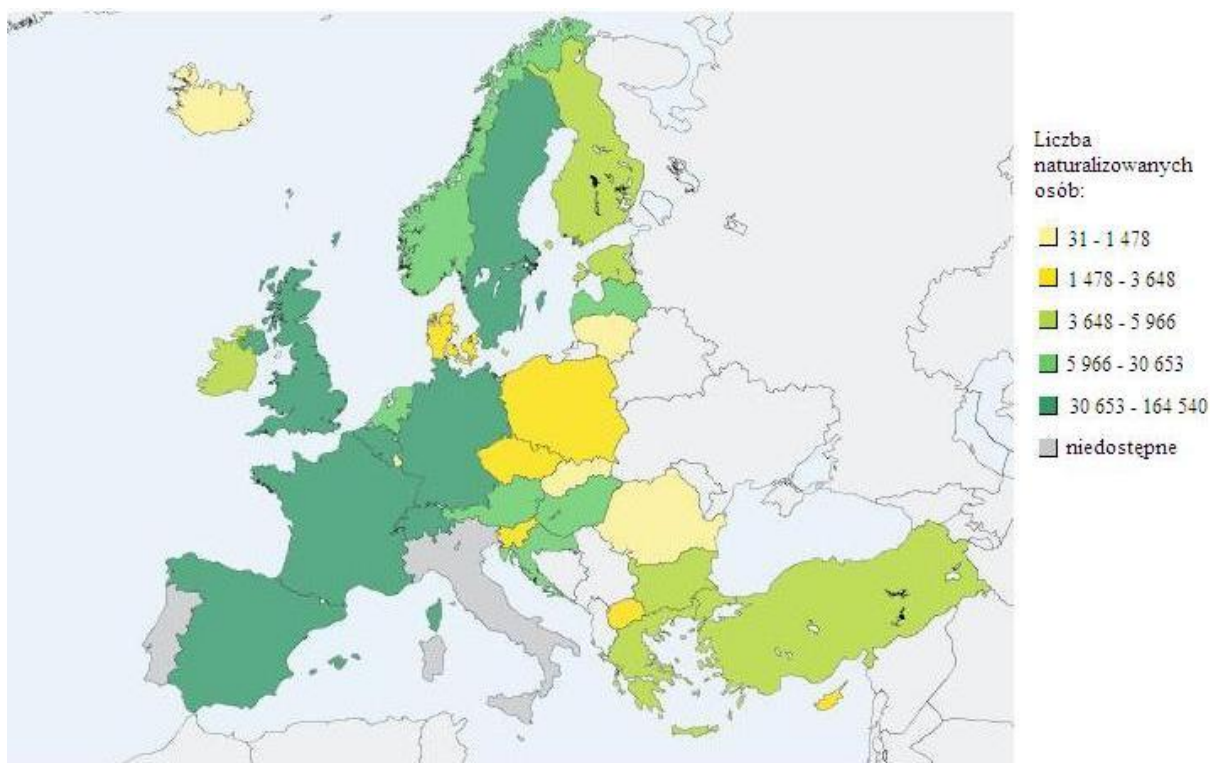 Liczba
naturalizowanych
osób:
31 - 1 478
1 478 - 3 648
3 648 - 5 966
5 966 - 30 653
30 653 - 164 540
niedostępne